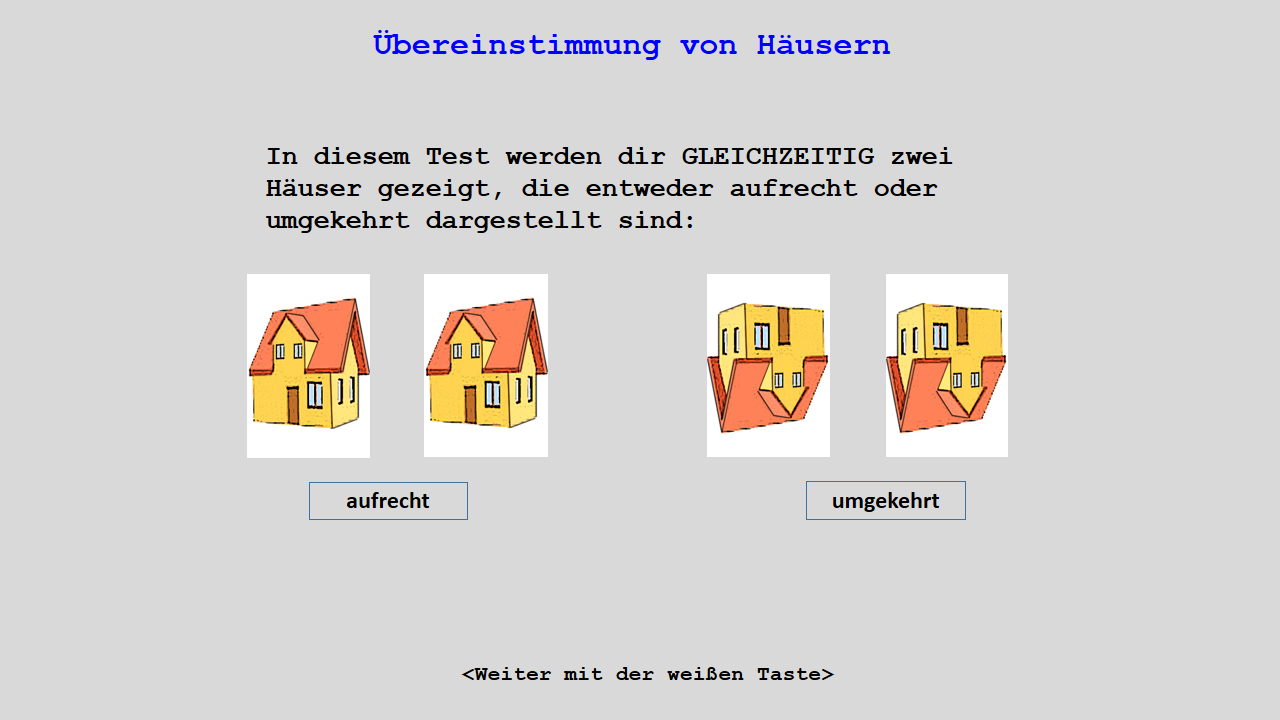 Übereinstimmung von Häusern
In diesem Test werden dir GLEICHZEITIG zwei
Häuser gezeigt, die entweder aufrecht oder
umgekehrt dargestellt sind:
aufrecht
umgekehrt
<Weiter mit der weißen Taste>